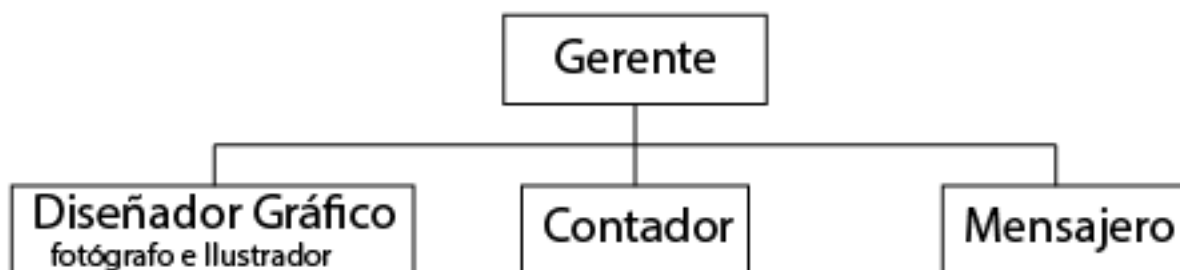 Gerente
Diseñador Gráfico
fotógrafo e Ilustrador
Contador
Mensajero